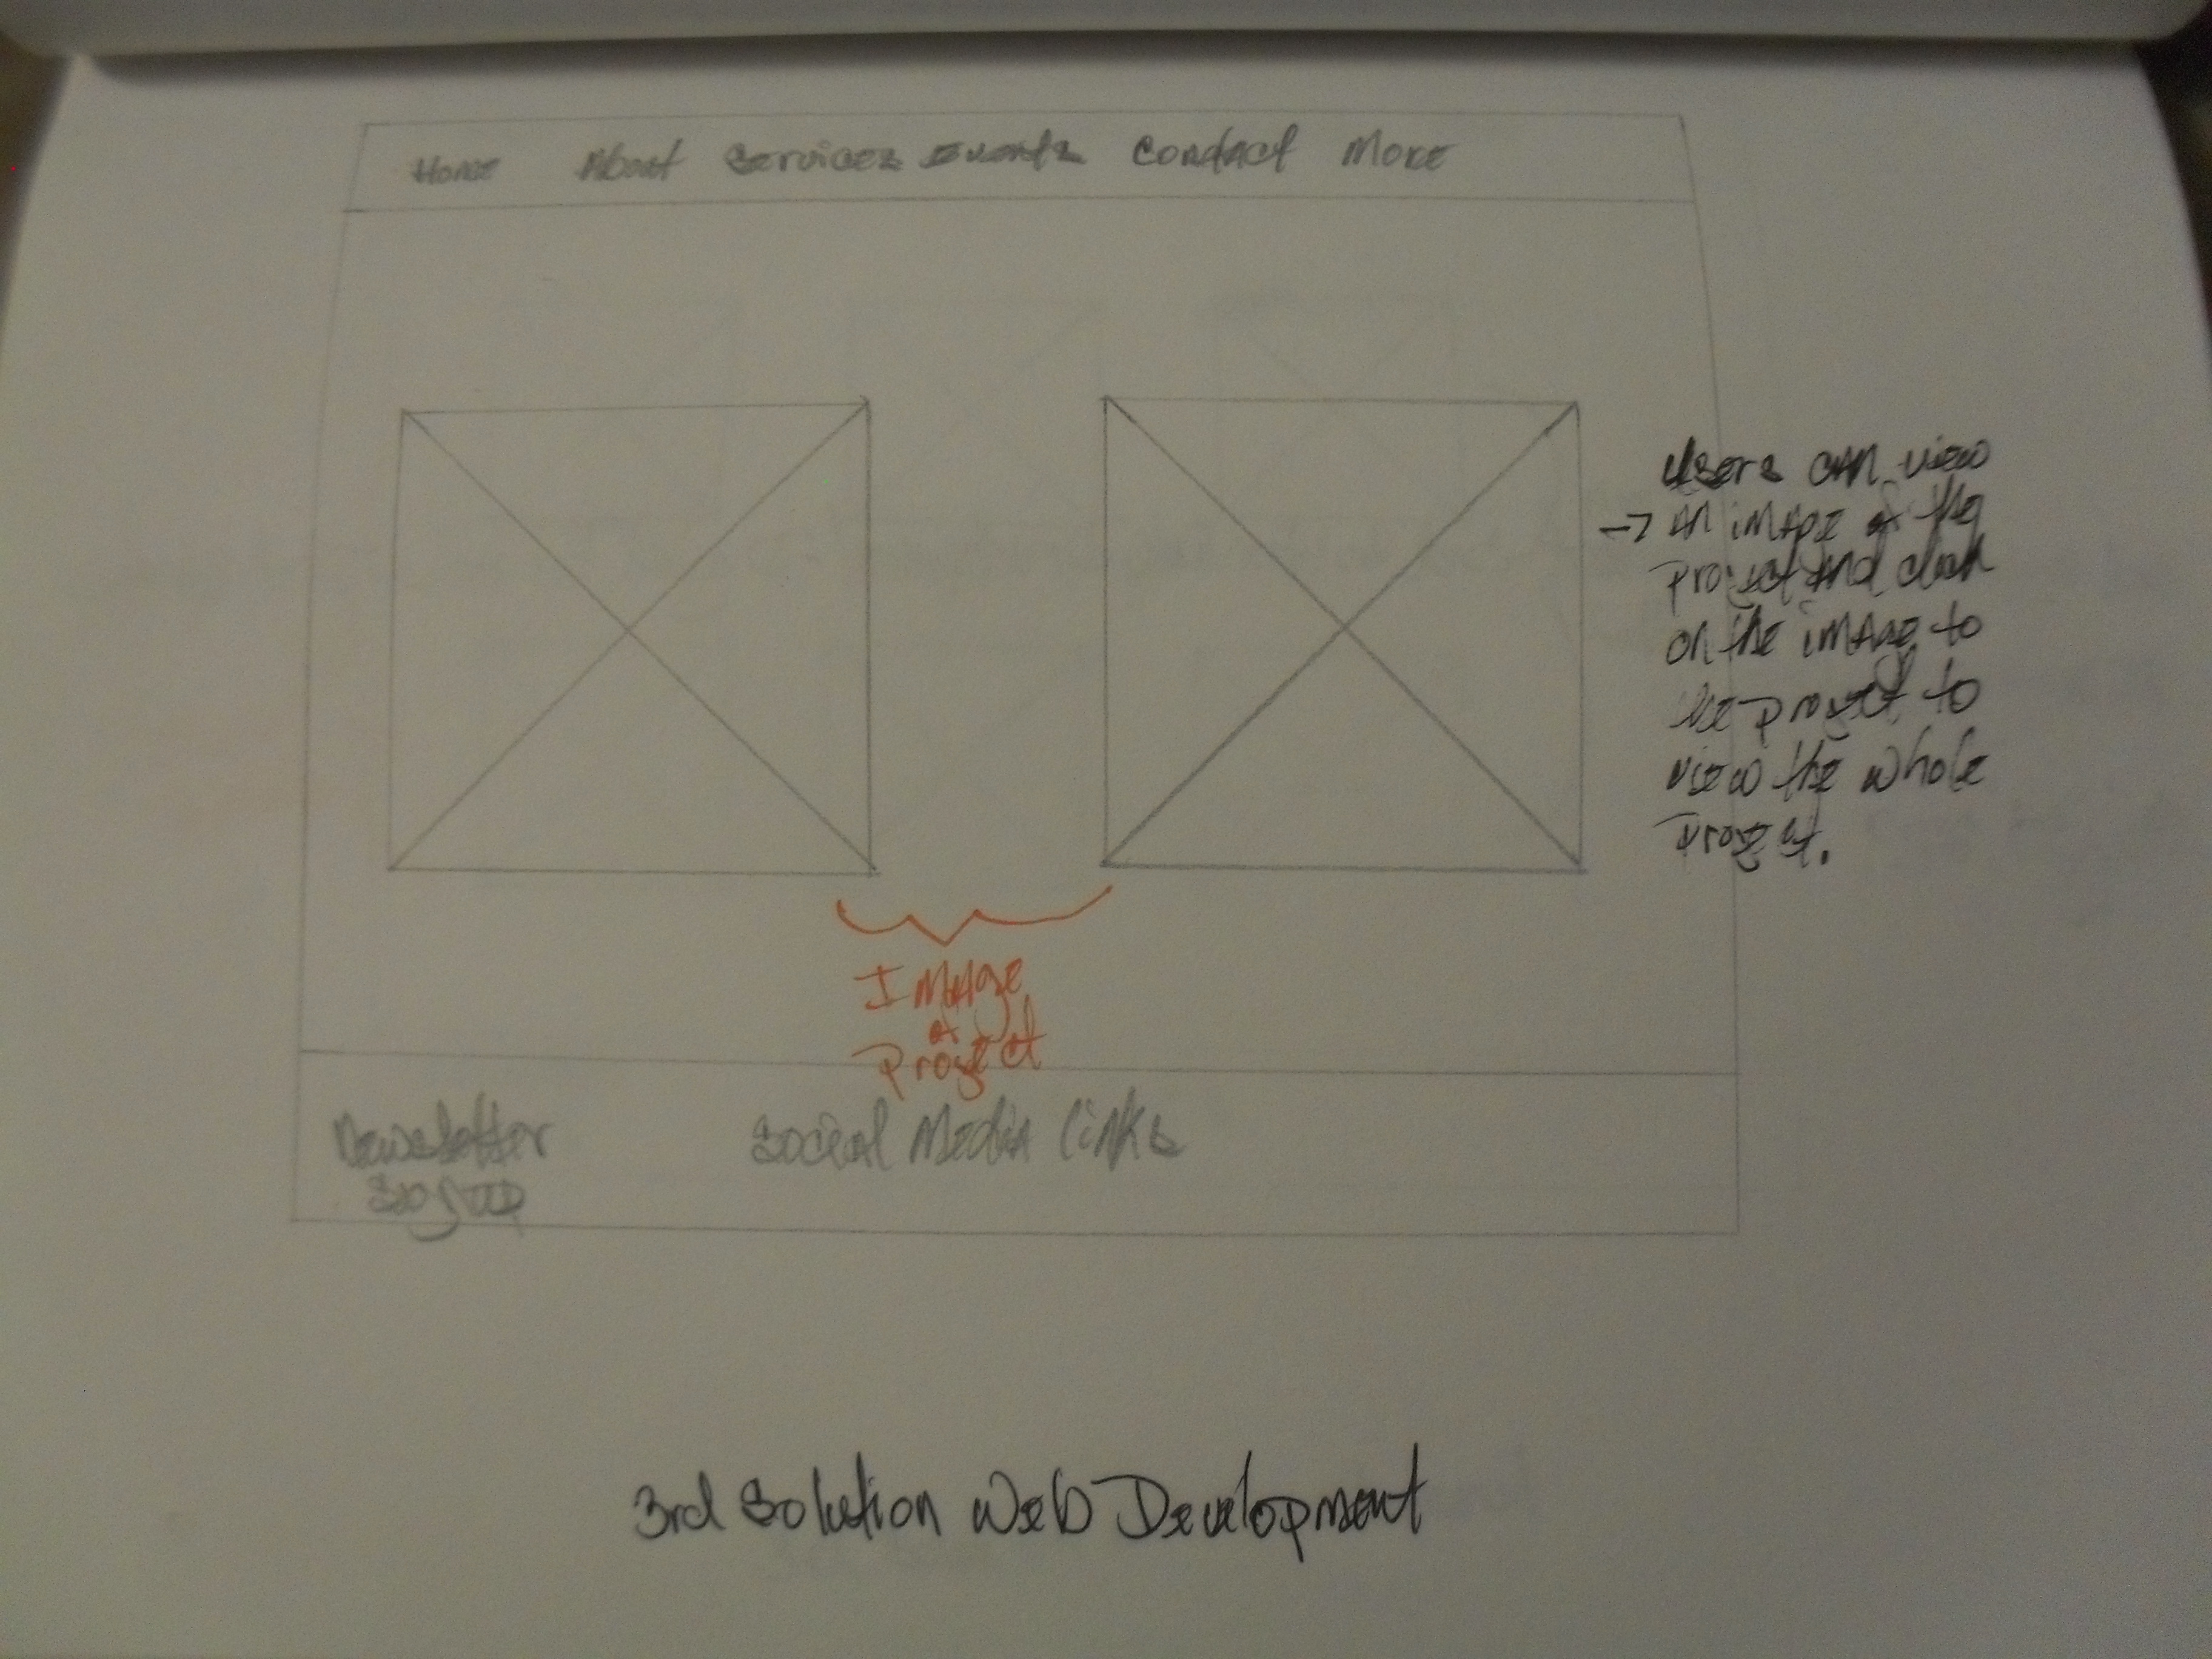 Home About Services Events Contact More
Users can view
→ an image of the
Project and click
on the image to
the project to
view the whole
Project.
Image
of
Project
Newsletter
Signup
Social Media links
3rd Solution Web Development